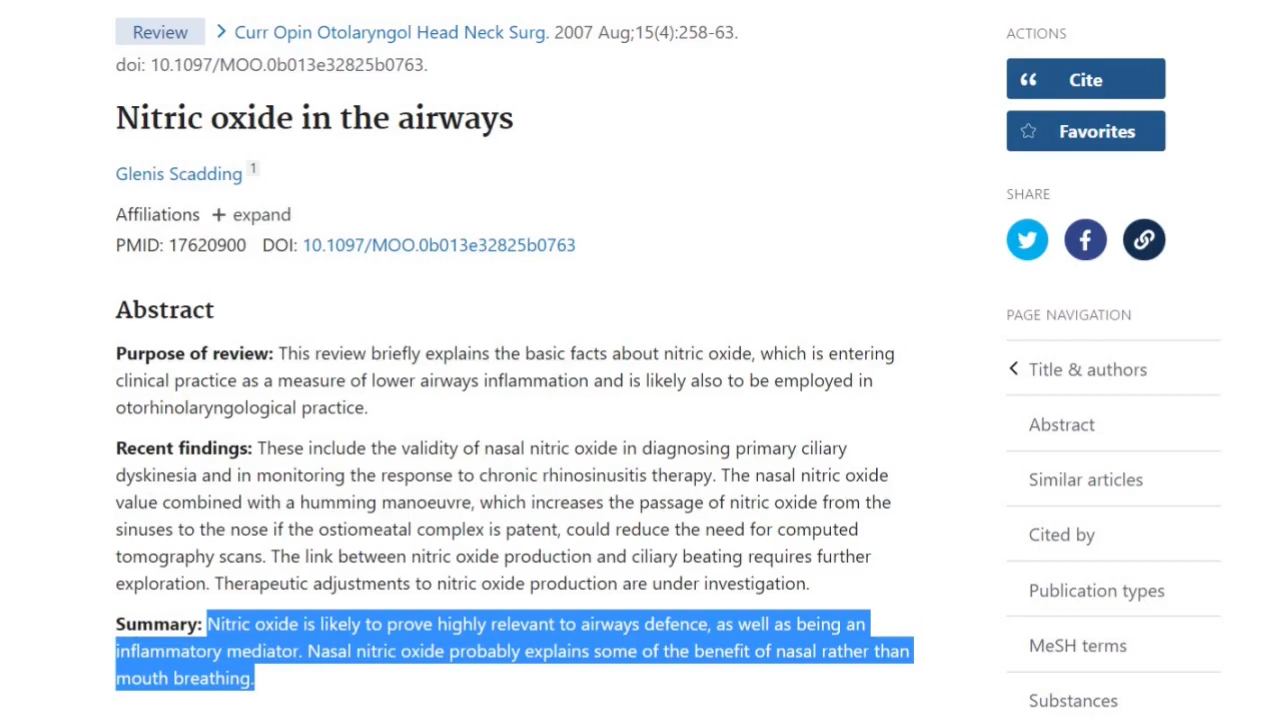 Review > Curr Opin Otolaryngol Head Neck Surg. 2007 Aug;15(4):258-63.
doi: 10.1097/MOO.0b013e32825b0763.
Nitric oxide in the airways
Glenis Scadding 1
Affiliations + expand
PMID: 17620900 DOI: 10.1097/MOO.0b013e32825b0763
Abstract
Purpose of review: This review briefly explains the basic facts about nitric oxide, which is entering
clinical practice as a measure of lower airways inflammation and is likely also to be employed in
otorhinolaryngological practice.
Recent findings: These include the validity of nasal nitric oxide in diagnosing primary ciliary
dyskinesia and in monitoring the response to chronic rhinosinusitis therapy. The nasal nitric oxide
value combined with a humming manoeuvre, which increases the passage of nitric oxide from the
sinuses to the nose if the ostiomeatal complex is patent, could reduce the need for computed
tomography scans. The link between nitric oxide production and ciliary beating requires further
exploration. Therapeutic adjustments to nitric oxide production are under investigation.
Summary: Nitric oxide is likely to prove highly relevant to airways defence, as well as being an
inflammatory mediator. Nasal nitric oxide probably explains some of the benefit of nasal rather than
mouth breathing.
ACTIONS
Cite
Favorites
SHARE
PAGE NAVIGATION
Title & authors
Abstract
Similar articles
Cited by
Publication types
MeSH terms
Substances